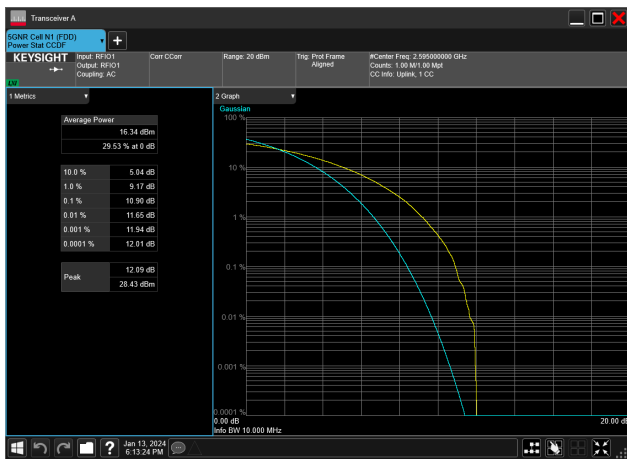 Transceiver A
5GNR Cell N1 (FDD)
Power Stat CCDF
KEYSIGHT
LXI
Input: RFIO1
Output: RFIO1
Coupling: AC
Corr CCorr
Range: 20 dBm
Trig: Prot Frame
Aligned
#Center Freq: 2.595000000 GHz
Counts: 1.00 M/1.00 Mpt
CC Info: Uplink, 1 CC
1 Metrics
Average Power
16.34 dBm
29.53 % at 0 dB
10.0 % 5.04 dB
1.0 % 9.17 dB
0.1 % 10.90 dB
0.01 % 11.65 dB
0.001 % 11.94 dB
0.0001 % 12.01 dB
Peak
12.09 dB
28.43 dBm
2 Graph
Gaussian
100 %
10 %
1 %
0.1 %
0.01 %
0.001 %
0.0001 %
0.00 dB
20.00 dB
Info BW 10.000 MHz
Jan 13, 2024
6:13:24 PM